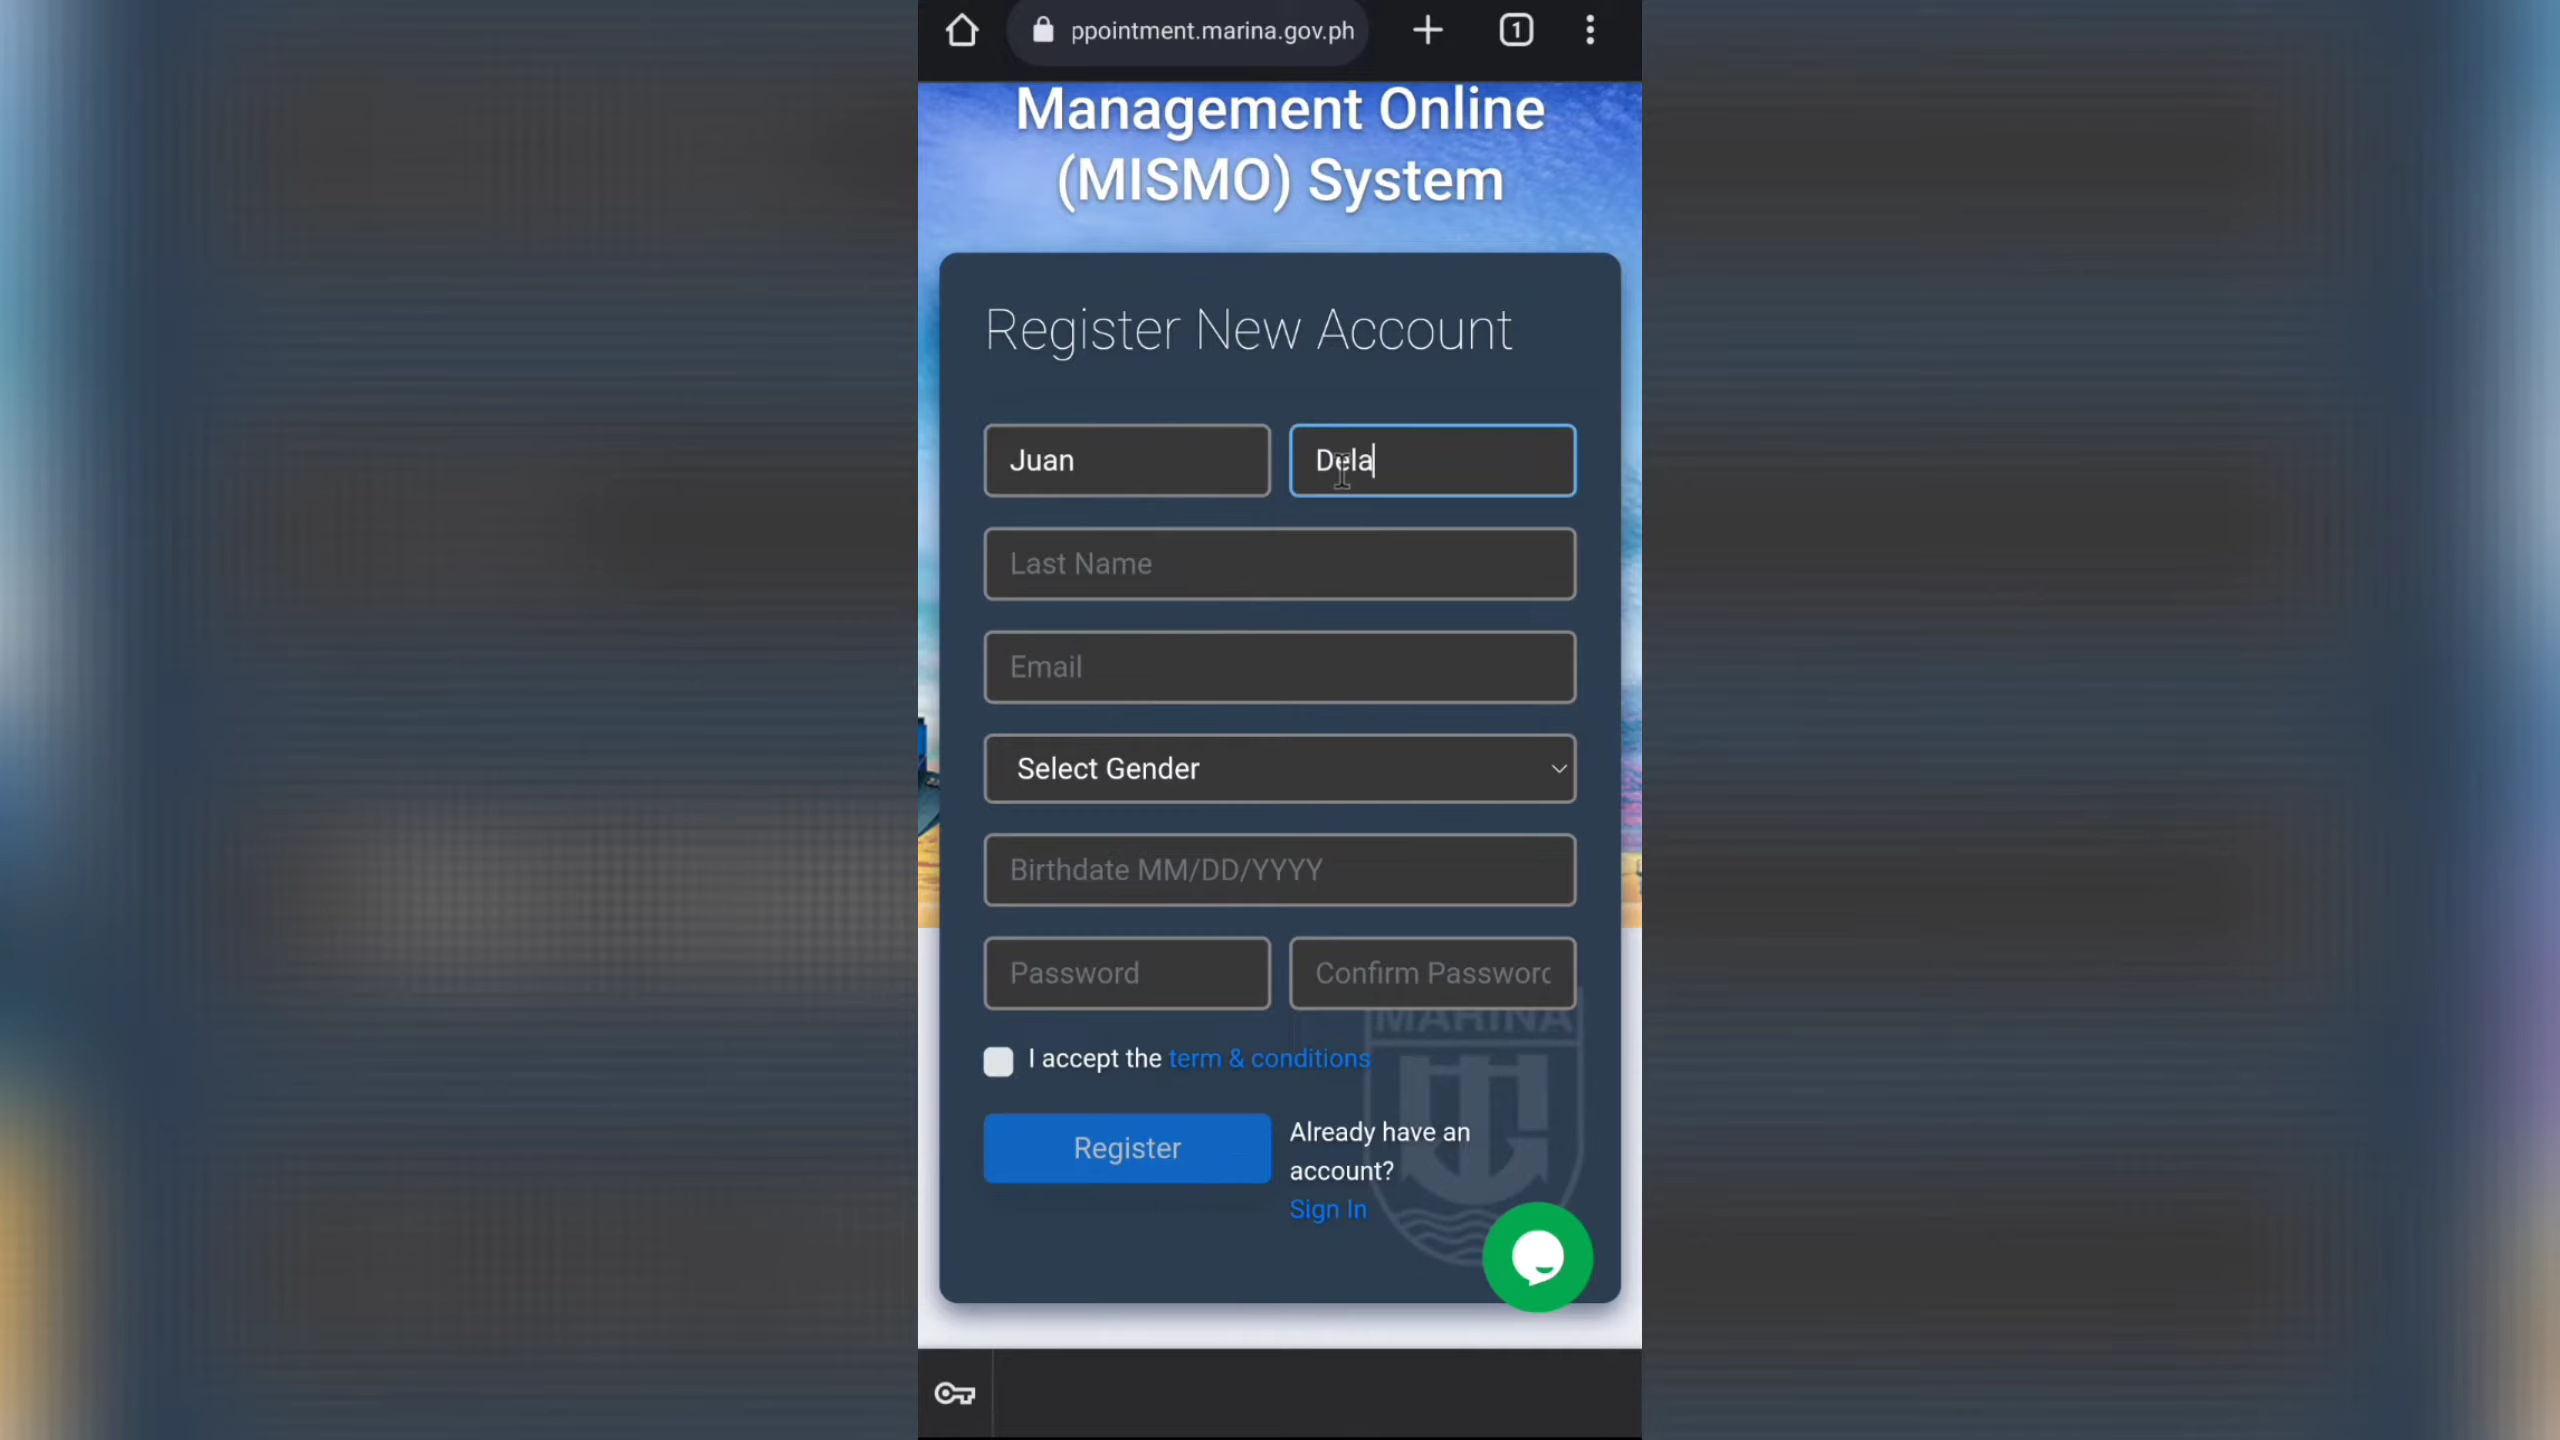 ppointment.marina.gov.ph
1
Management Online
(MISMO) System
Register New Account
Juan
Dela
Last Name
Email
Select Gender
Birthdate MM/DD/YYYY
Password
Confirm Passworc
MARINA
I accept the term & conditions
Register
Already have an
account?
Sign In